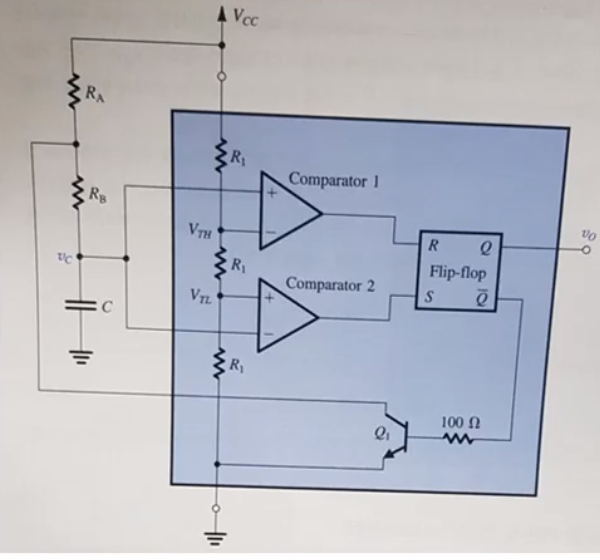 V_CC
R_A
R_1
Comparator 1
+
R_B
V_TH
−
R Q
v_O
v_C
R_1
Comparator 2
Flip-flop
V_TL
+
S Q̅
C
−
R_1
Q_1
100 Ω